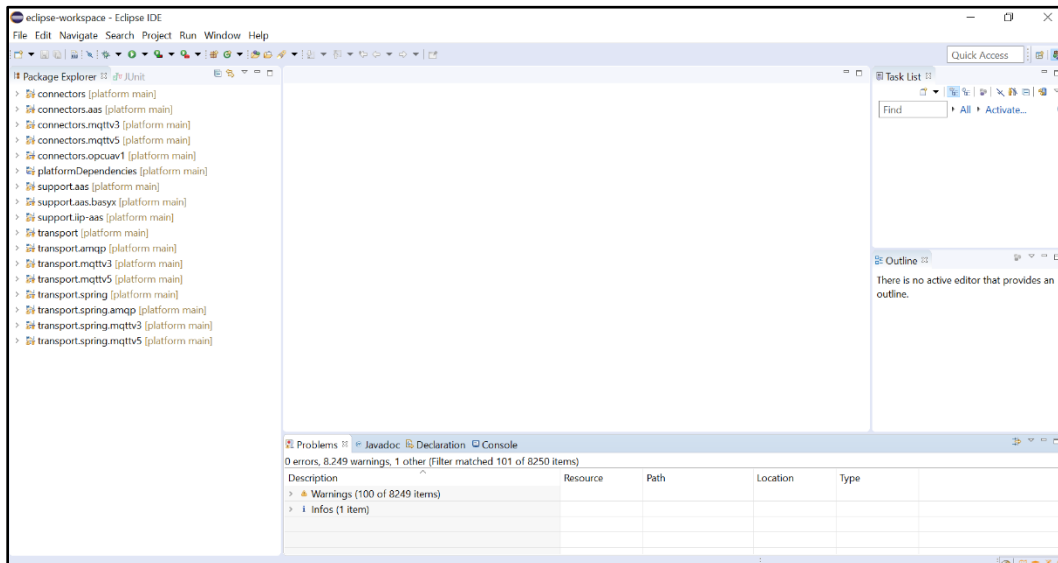 eclipse-workspace - Eclipse IDE
File Edit Navigate Search Project Run Window Help
Quick Access
Package Explorer JUnit
connectors [platform main]
connectors.aas [platform main]
connectors.mqttv3 [platform main]
connectors.mqttv5 [platform main]
connectors.opcuav1 [platform main]
platformDependencies [platform main]
support.aas [platform main]
support.aas.basyx [platform main]
support.iip-aas [platform main]
transport [platform main]
transport.amqp [platform main]
transport.mqttv3 [platform main]
transport.mqttv5 [platform main]
transport.spring [platform main]
transport.spring.amqp [platform main]
transport.spring.mqttv3 [platform main]
transport.spring.mqttv5 [platform main]
Task List
Find All Activate...
Outline
There is no active editor that provides an
outline.
Problems Javadoc Declaration Console
0 errors, 8.249 warnings, 1 other (Filter matched 101 of 8250 items)
Description Resource Path Location Type
Warnings (100 of 8249 items)
Infos (1 item)